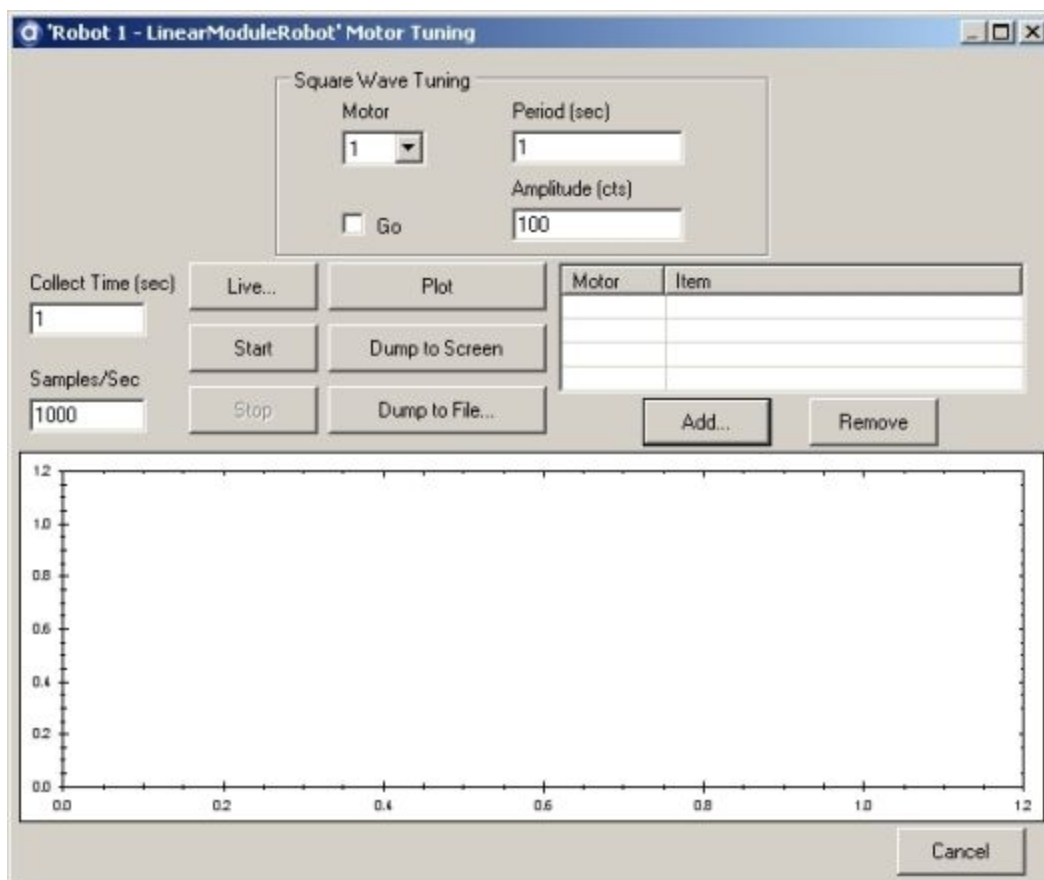 'Robot 1 - LinearModuleRobot' Motor Tuning
Square Wave Tuning
Motor
Period (sec)
1
1
Amplitude (cts)
Go
100
Collect Time (sec)
Live...
Plot
Motor
Item
1
Start
Dump to Screen
Samples/Sec
1000
Stop
Dump to File...
Add...
Remove
1.2
1.0
0.8
0.6
0.4
0.2
0.0
0.0
0.2
0.4
0.6
0.8
1.0
1.2
Cancel